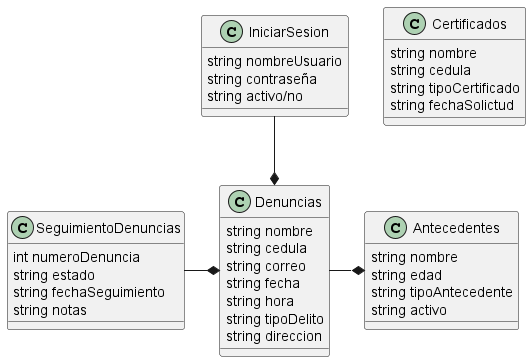 C IniciarSesion
string nombreUsuario
string contraseña
string activo/no
C Certificados
string nombre
string cedula
string tipoCertificado
string fechaSolictud
C SeguimientoDenuncias
int numeroDenuncia
string estado
string fechaSeguimiento
string notas
C Denuncias
string nombre
string cedula
string correo
string fecha
string hora
string tipoDelito
string direccion
C Antecedentes
string nombre
string edad
string tipoAntecedente
string activo